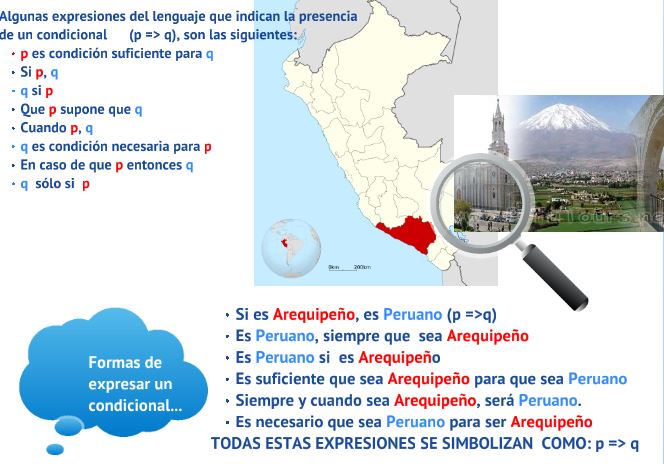 Algunas expresiones del lenguaje que indican la presencia
de un condicional (p => q), son las siguientes:
· p es condición suficiente para q
· Si p, q
· q si p
· Que p supone que q
· Cuando p, q
· q es condición necesaria para p
· En caso de que p entonces q
· q sólo si p
0km 200km
Formas de
expresar un
condicional...
· Si es Arequipeño, es Peruano (p =>q)
· Es Peruano, siempre que sea Arequipeño
· Es Peruano si es Arequipeño
· Es suficiente que sea Arequipeño para que sea Peruano
· Siempre y cuando sea Arequipeño, será Peruano.
· Es necesario que sea Peruano para ser Arequipeño
TODAS ESTAS EXPRESIONES SE SIMBOLIZAN COMO: p => q